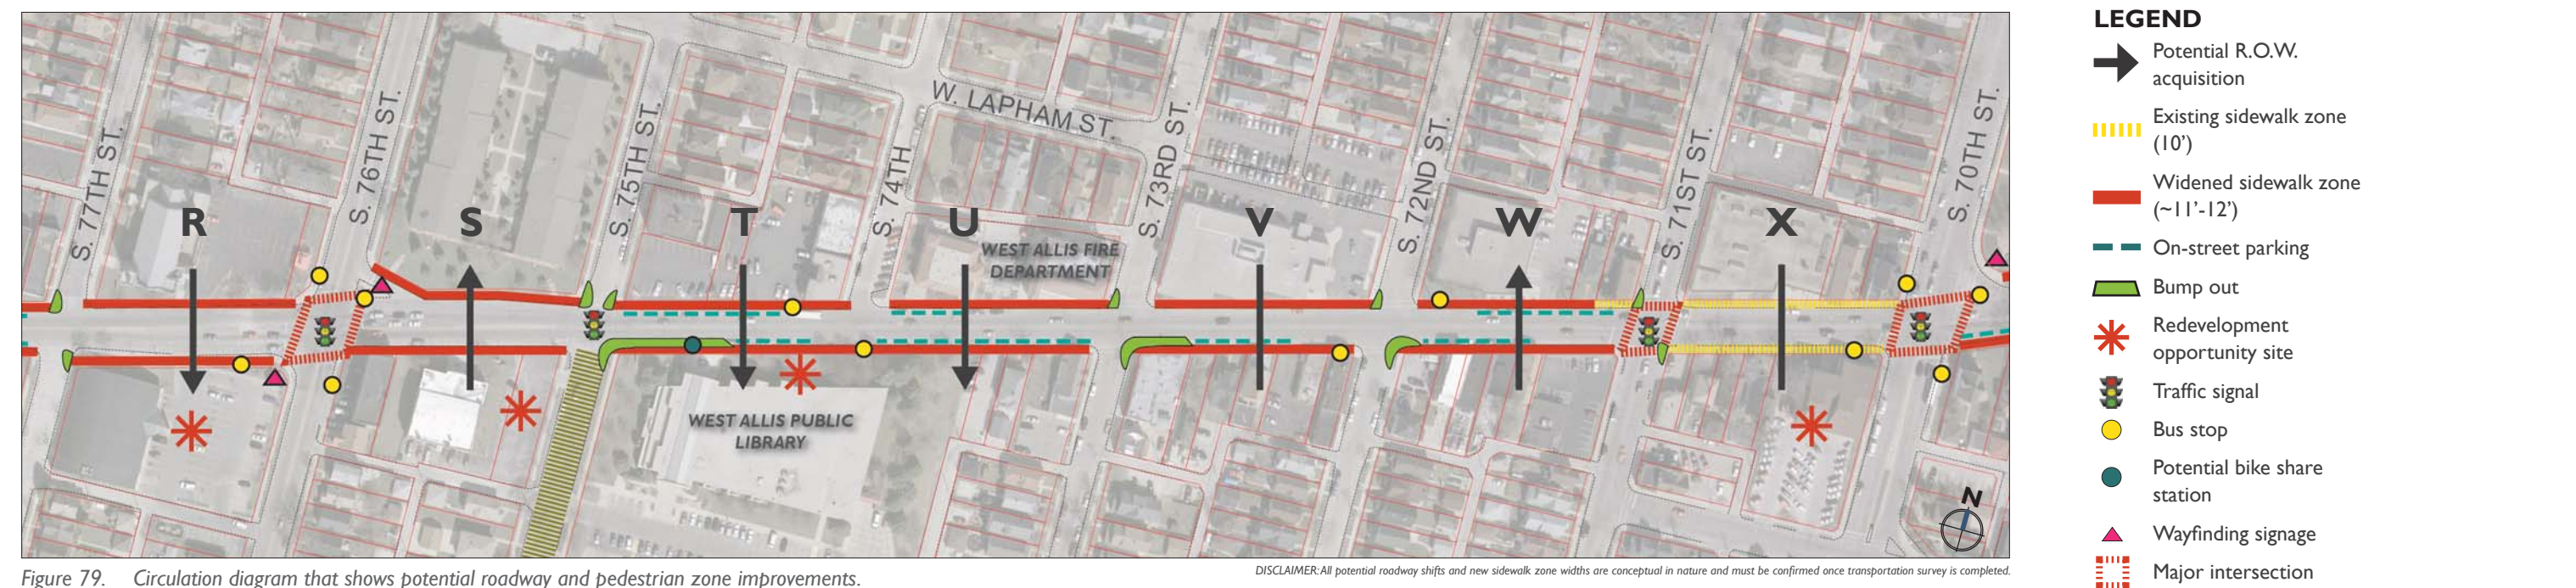 S. 77TH ST.
R
S. 76TH ST.
S
S. 75TH ST.
T
S. 74TH
W. LAPHAM ST.
U
WEST ALLIS FIRE
DEPARTMENT
S. 73RD ST.
V
S. 72ND ST.
W
S. 71ST ST.
X
S. 70TH ST.
WEST ALLIS PUBLIC
LIBRARY
N
LEGEND
Potential R.O.W.
acquisition
Existing sidewalk zone
(10’)
Widened sidewalk zone
(~11’-12’)
On-street parking
Bump out
Redevelopment
opportunity site
Traffic signal
Bus stop
Potential bike share
station
Wayfinding signage
Major intersection
Figure 79. Circulation diagram that shows potential roadway and pedestrian zone improvements.
DISCLAIMER: All potential roadway shifts and new sidewalk zone widths are conceptual in nature and must be confirmed once transportation survey is completed.